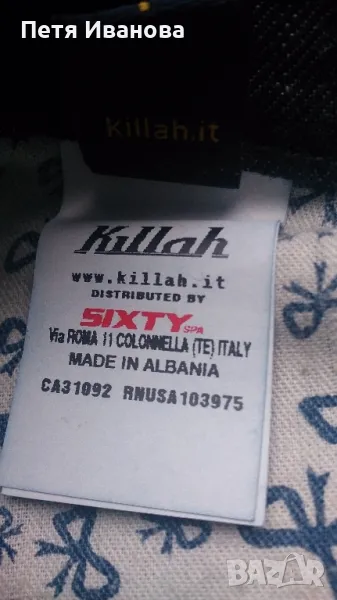 Петя Иванова
killah.it
Killah
www.killah.it
DISTRIBUTED BY
SIXTY SPA
Via ROMA 11 COLONNELLA (TE) ITALY
MADE IN ALBANIA
CA31092 RNUSA103975
BAZAR